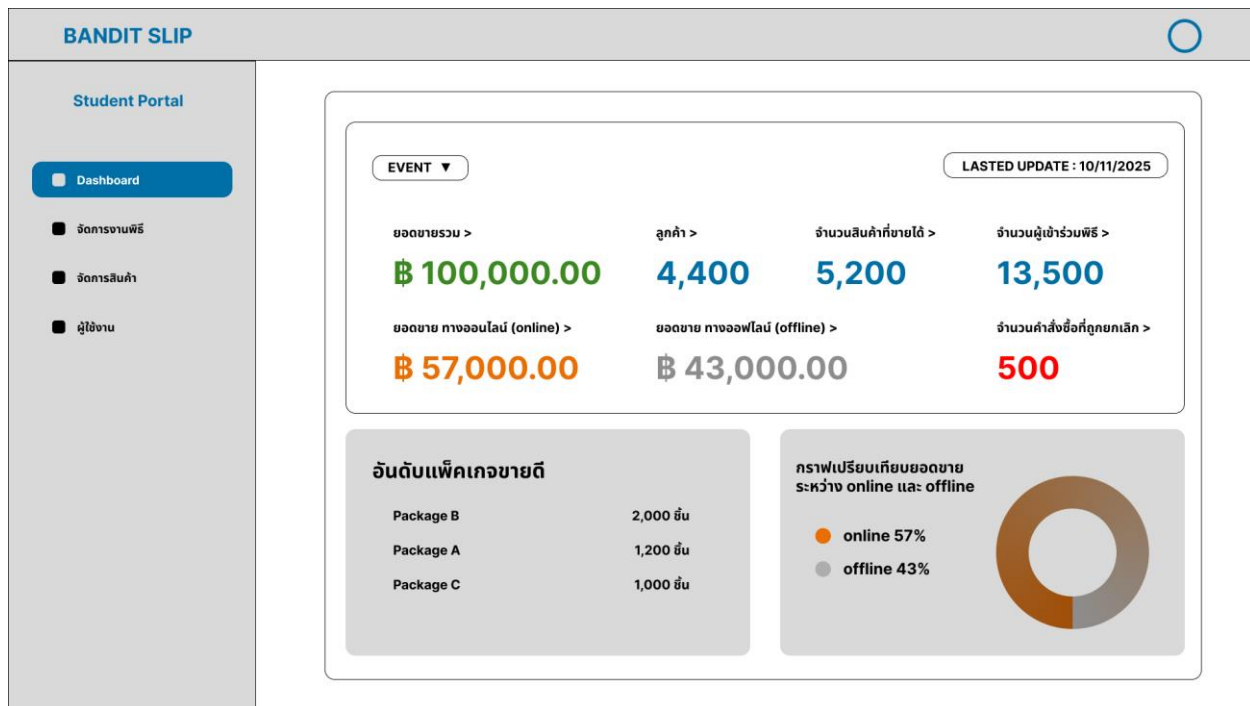 BANDIT SLIP
Student Portal
Dashboard
จัดการงานพิธี
จัดการสินค้า
ผู้ใช้งาน
EVENT ▼
LASTED UPDATE : 10/11/2025
ยอดขายรวม >
฿ 100,000.00
ลูกค้า >
4,400
จำนวนสินค้าที่ขายได้ >
5,200
จำนวนผู้เข้าร่วมพิธี >
13,500
ยอดขาย ทางออนไลน์ (online) >
฿ 57,000.00
ยอดขาย ทางออฟไลน์ (offline) >
฿ 43,000.00
จำนวนคำสั่งซื้อที่ถูกยกเลิก >
500
อันดับแพ็คเกจขายดี
Package B 2,000 ชิ้น
Package A 1,200 ชิ้น
Package C 1,000 ชิ้น
กราฟเปรียบเทียบยอดขาย
ระหว่าง online และ offline
online 57%
offline 43%